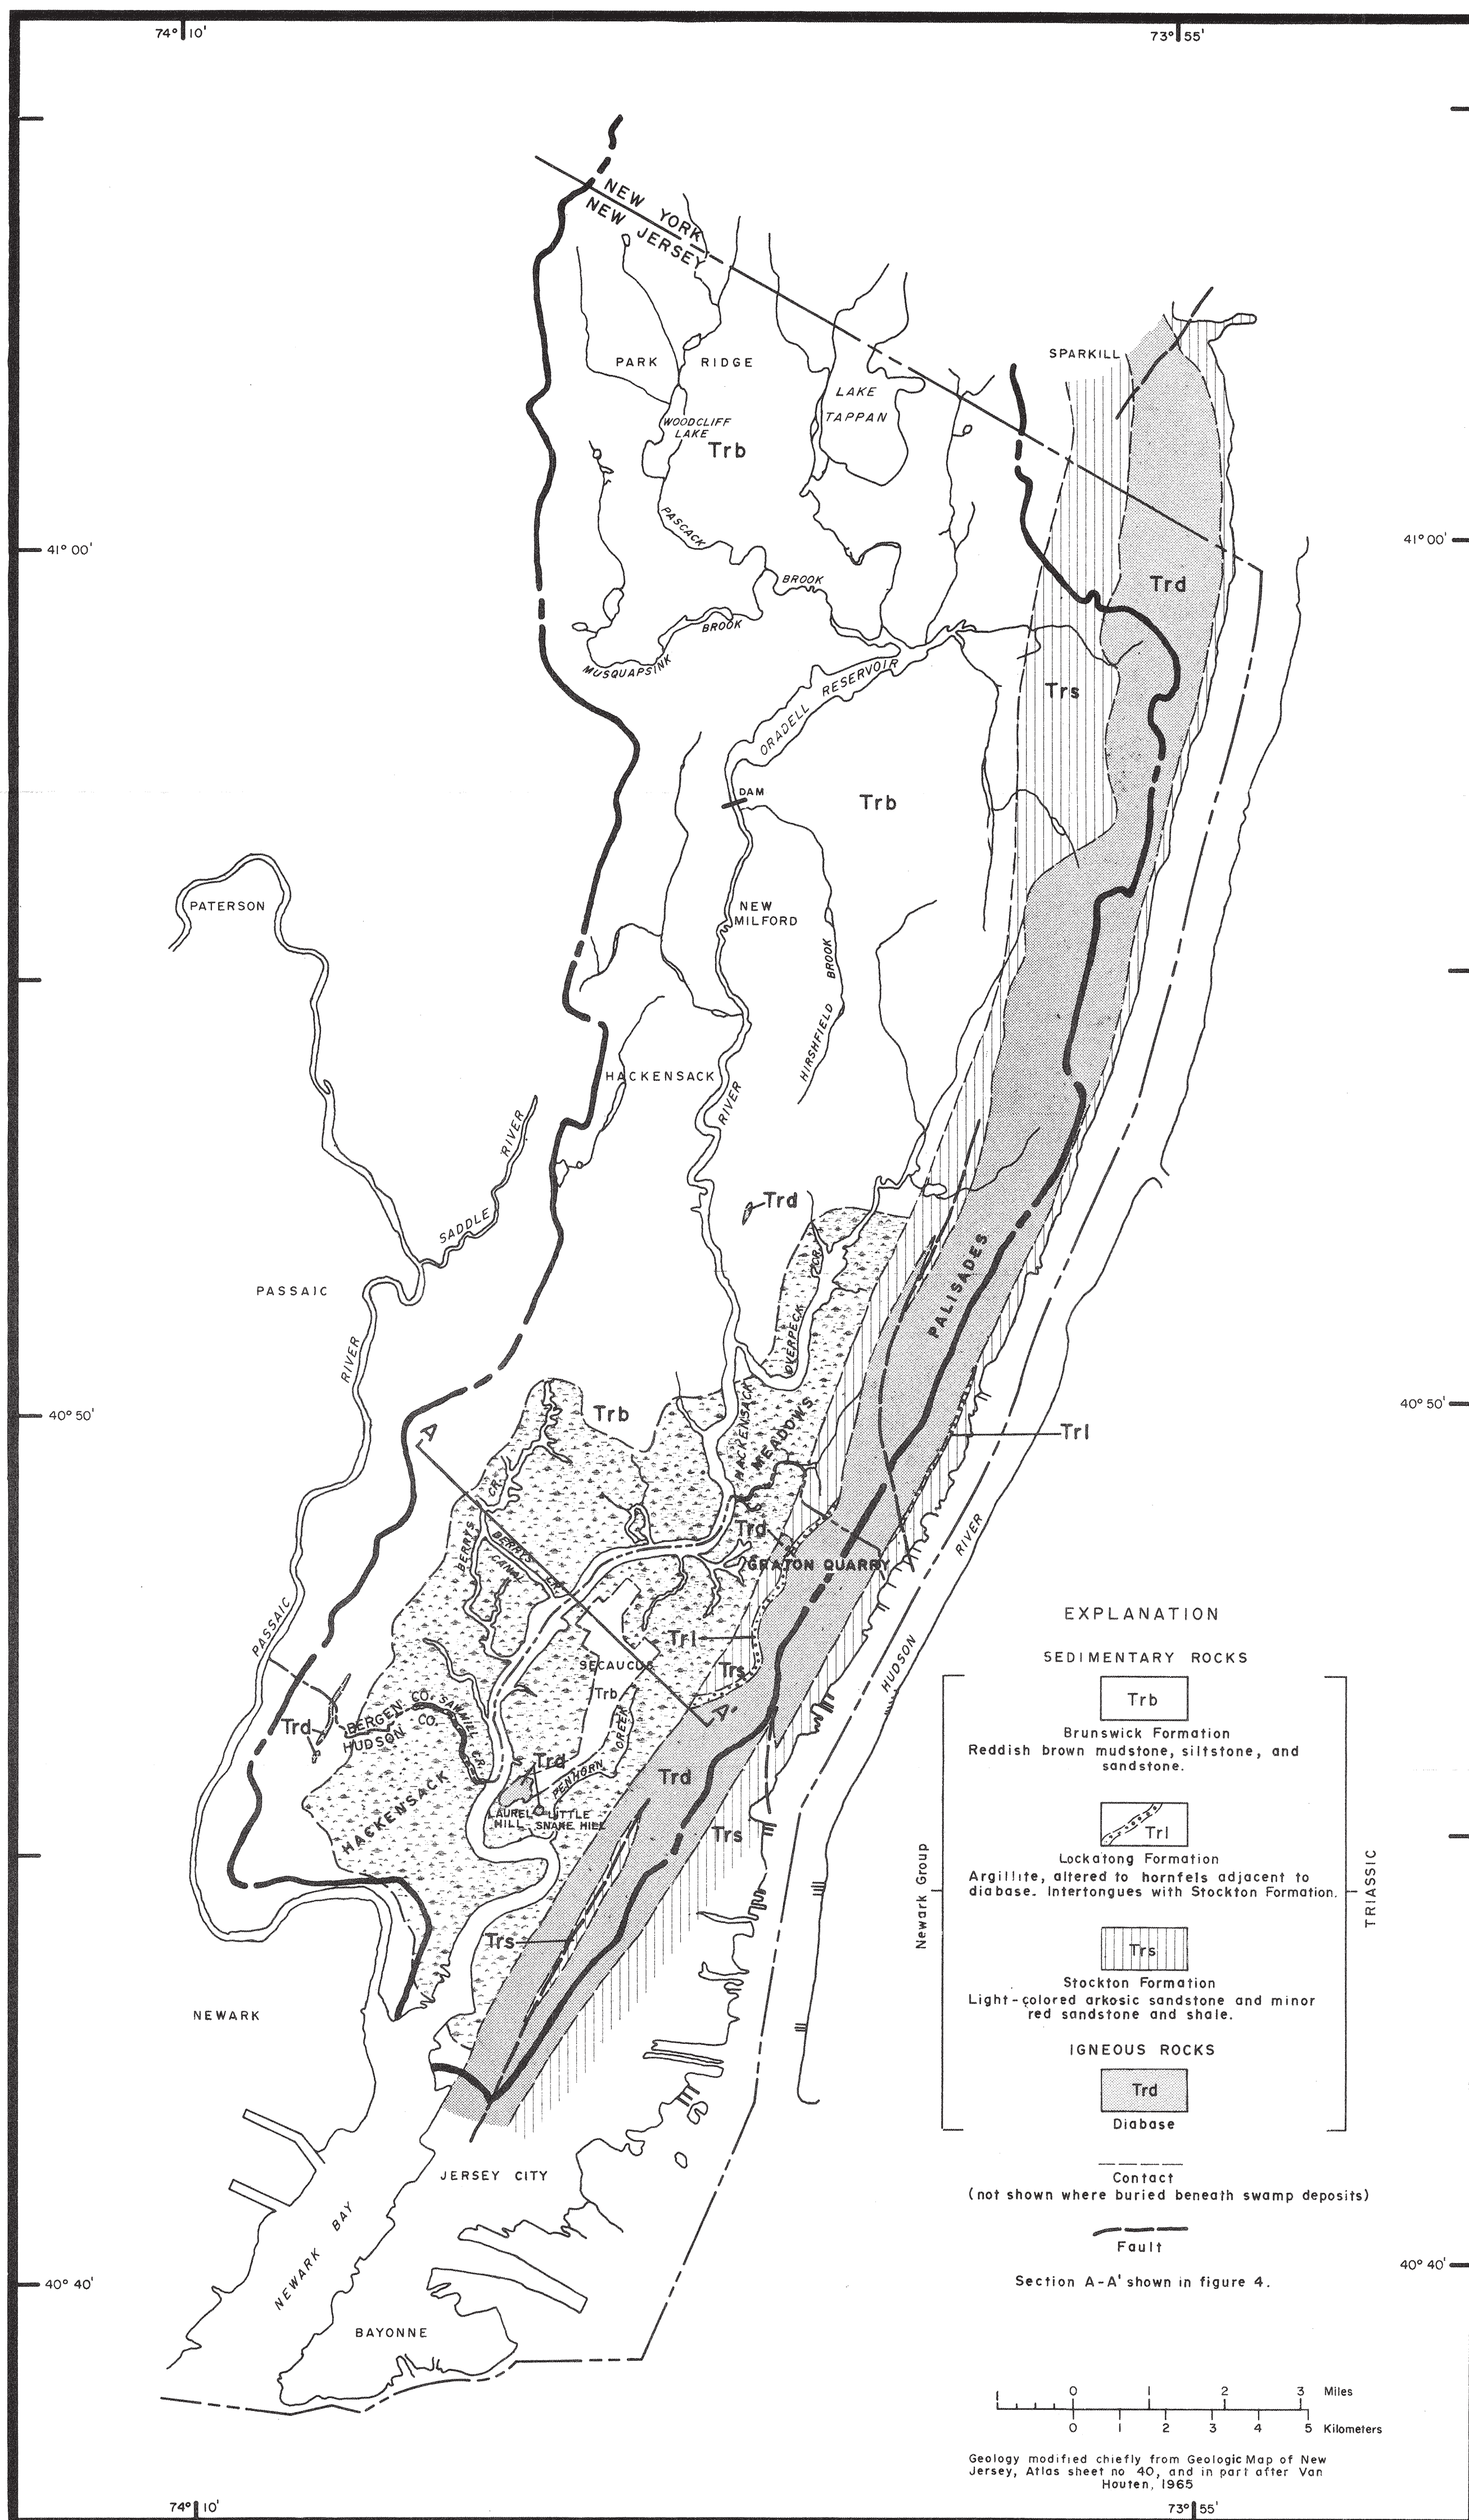 74° 10'
73° 55'
NEW YORK
NEW JERSEY
SPARKILL
PARK RIDGE
LAKE
TAPPAN
WOODCLIFF
LAKE
Trb
41° 00'
41° 00'
PASCACK
BROOK
Trd
BROOK
MUSQUAPSINK
Trs
ORADELL RESERVOIR
DAM
Trb
PATERSON
NEW
MILFORD
HIRSHFIELD BROOK
HACKENSACK
RIVER
SADDLE RIVER
Trd
PALISADES
PASSAIC
OVERPECK CR.
RIVER
40° 50'
40° 50'
Trb
A
HACKENSACK
MEADOWS
Trl
BERRYS CR.
BERRYS CR.
CANAL
Trd
GRATON QUARRY
RIVER
HUDSON
PASSAIC
Trl
SECAUCUS
Trs
Trb
A'
Trd
BERGEN CO.
HUDSON CO.
SAWMILL CR.
PENHORN CREEK
Trd
Trd
HACKENSACK
LAUREL
HILL
LITTLE
SNAKE HILL
Trs
Trs
NEWARK
JERSEY CITY
NEWARK BAY
40° 40'
40° 40'
BAYONNE
EXPLANATION
SEDIMENTARY ROCKS
Trb
Brunswick Formation
Reddish brown mudstone, siltstone, and
sandstone.
Trl
Lockatong Formation
Argillite, altered to hornfels adjacent to
diabase. Intertongues with Stockton Formation.
Trs
Stockton Formation
Light-colored arkosic sandstone and minor
red sandstone and shale.
IGNEOUS ROCKS
Trd
Diabase
Newark Group
TRIASSIC
Contact
(not shown where buried beneath swamp deposits)
Fault
Section A-A' shown in figure 4.
0 1 2 3 Miles
0 1 2 3 4 5 Kilometers
Geology modified chiefly from Geologic Map of New
Jersey, Atlas sheet no 40, and in part after Van
Houten, 1965
74° 10'
73° 55'